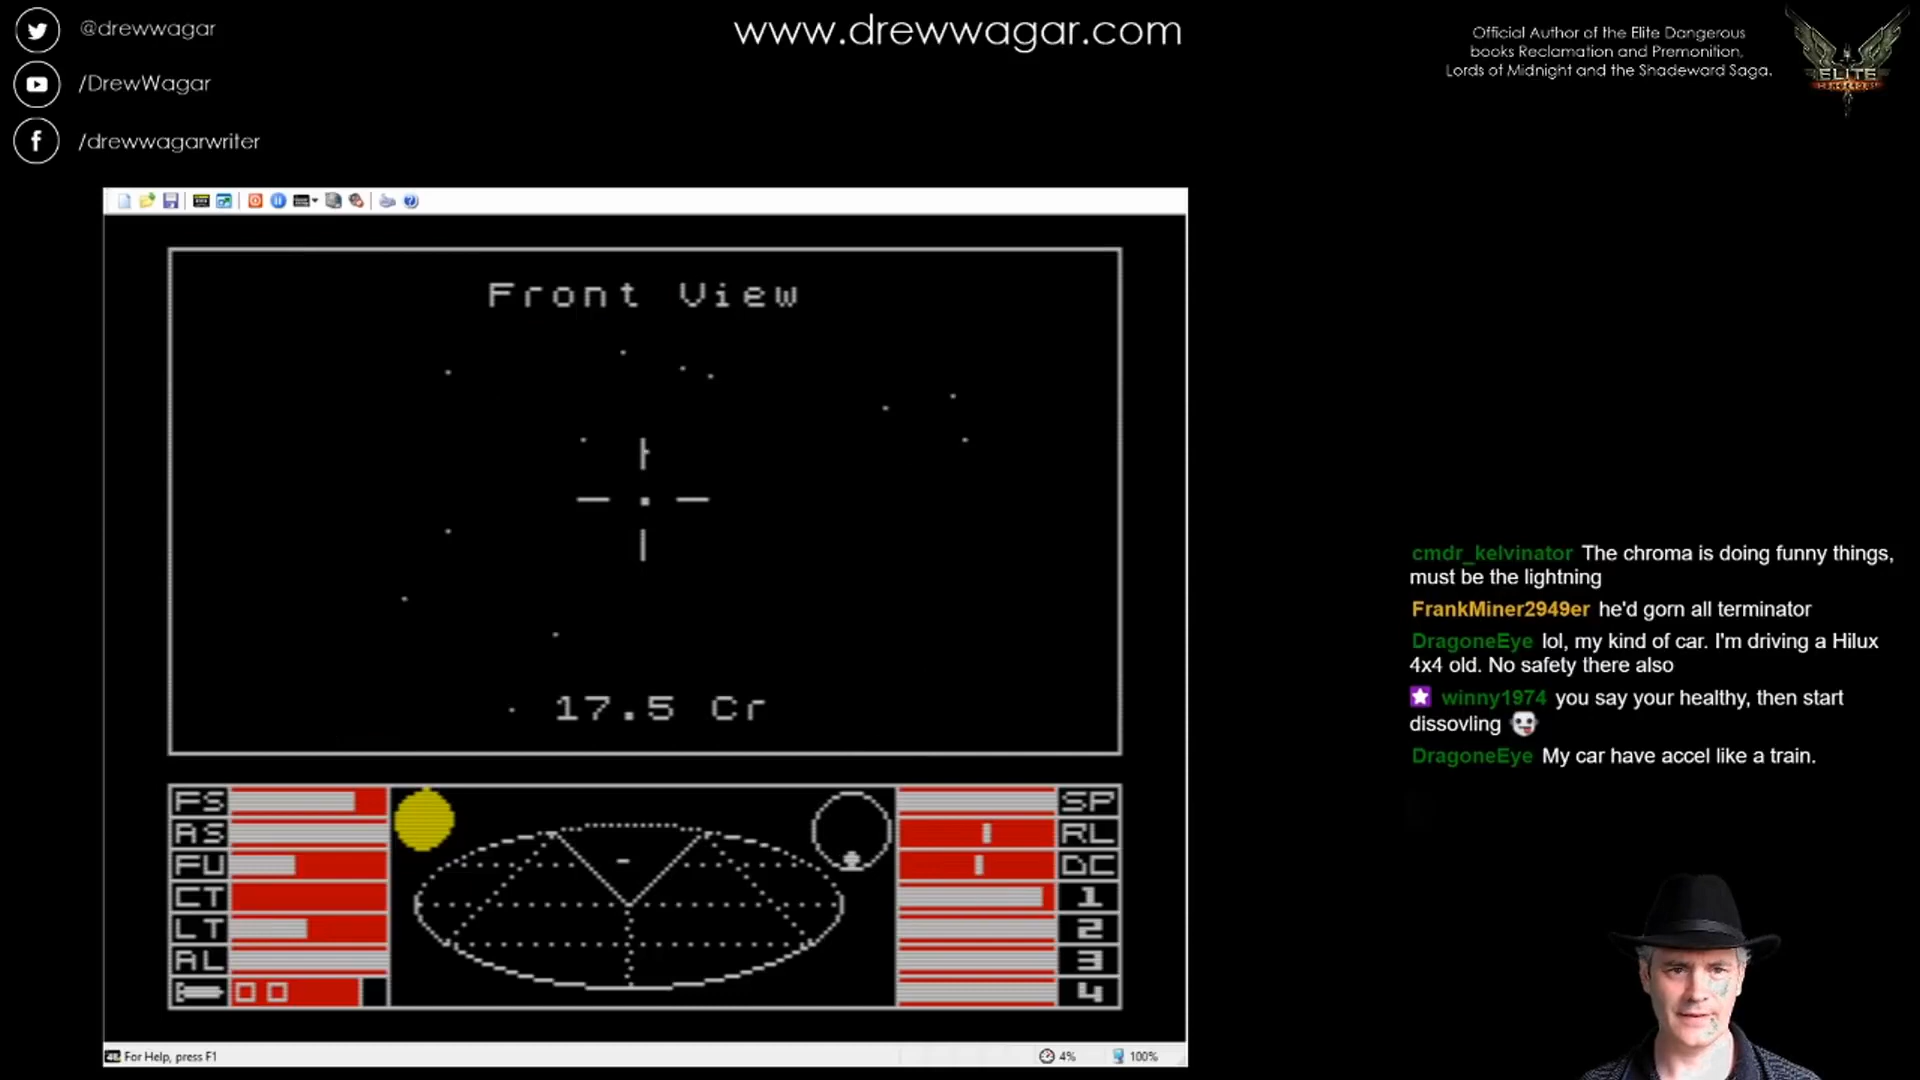 @drewwagar
/DrewWagar
/drewwagarwriter
www.drewwagar.com
Official Author of the Elite Dangerous
books Reclamation and Premonition,
Lords of Midnight and the Shadeward Saga.
ELITE
DANGEROUS
Front View
17.5 Cr
FS
AS
FU
CT
LT
AL
SP
RL
DC
1
2
3
4
For Help, press F1
4%
100%
cmdr_kelvinator The chroma is doing funny things,
must be the lightning
FrankMiner2949er he'd gorn all terminator
DragoneEye lol, my kind of car. I'm driving a Hilux
4x4 old. No safety there also
winny1974 you say your healthy, then start
dissovling
DragoneEye My car have accel like a train.